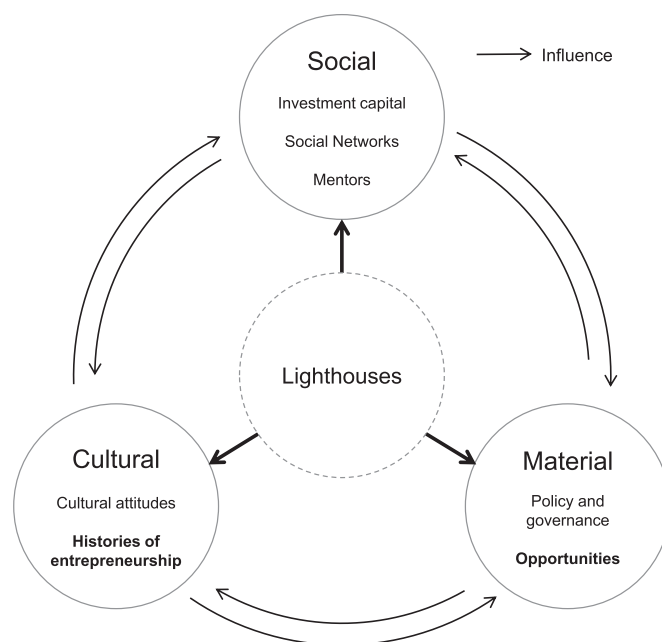 Social
Investment capital
Social Networks
Mentors
Influence
Lighthouses
Cultural
Cultural attitudes
Histories of
entrepreneurship
Material
Policy and
governance
Opportunities